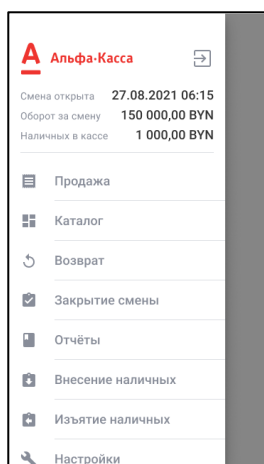 А Альфа·Касса
Смена открыта 27.08.2021 06:15
Оборот за смену 150 000,00 BYN
Наличных в кассе 1 000,00 BYN
Продажа
Каталог
Возврат
Закрытие смены
Отчёты
Внесение наличных
Изъятие наличных
Настройки